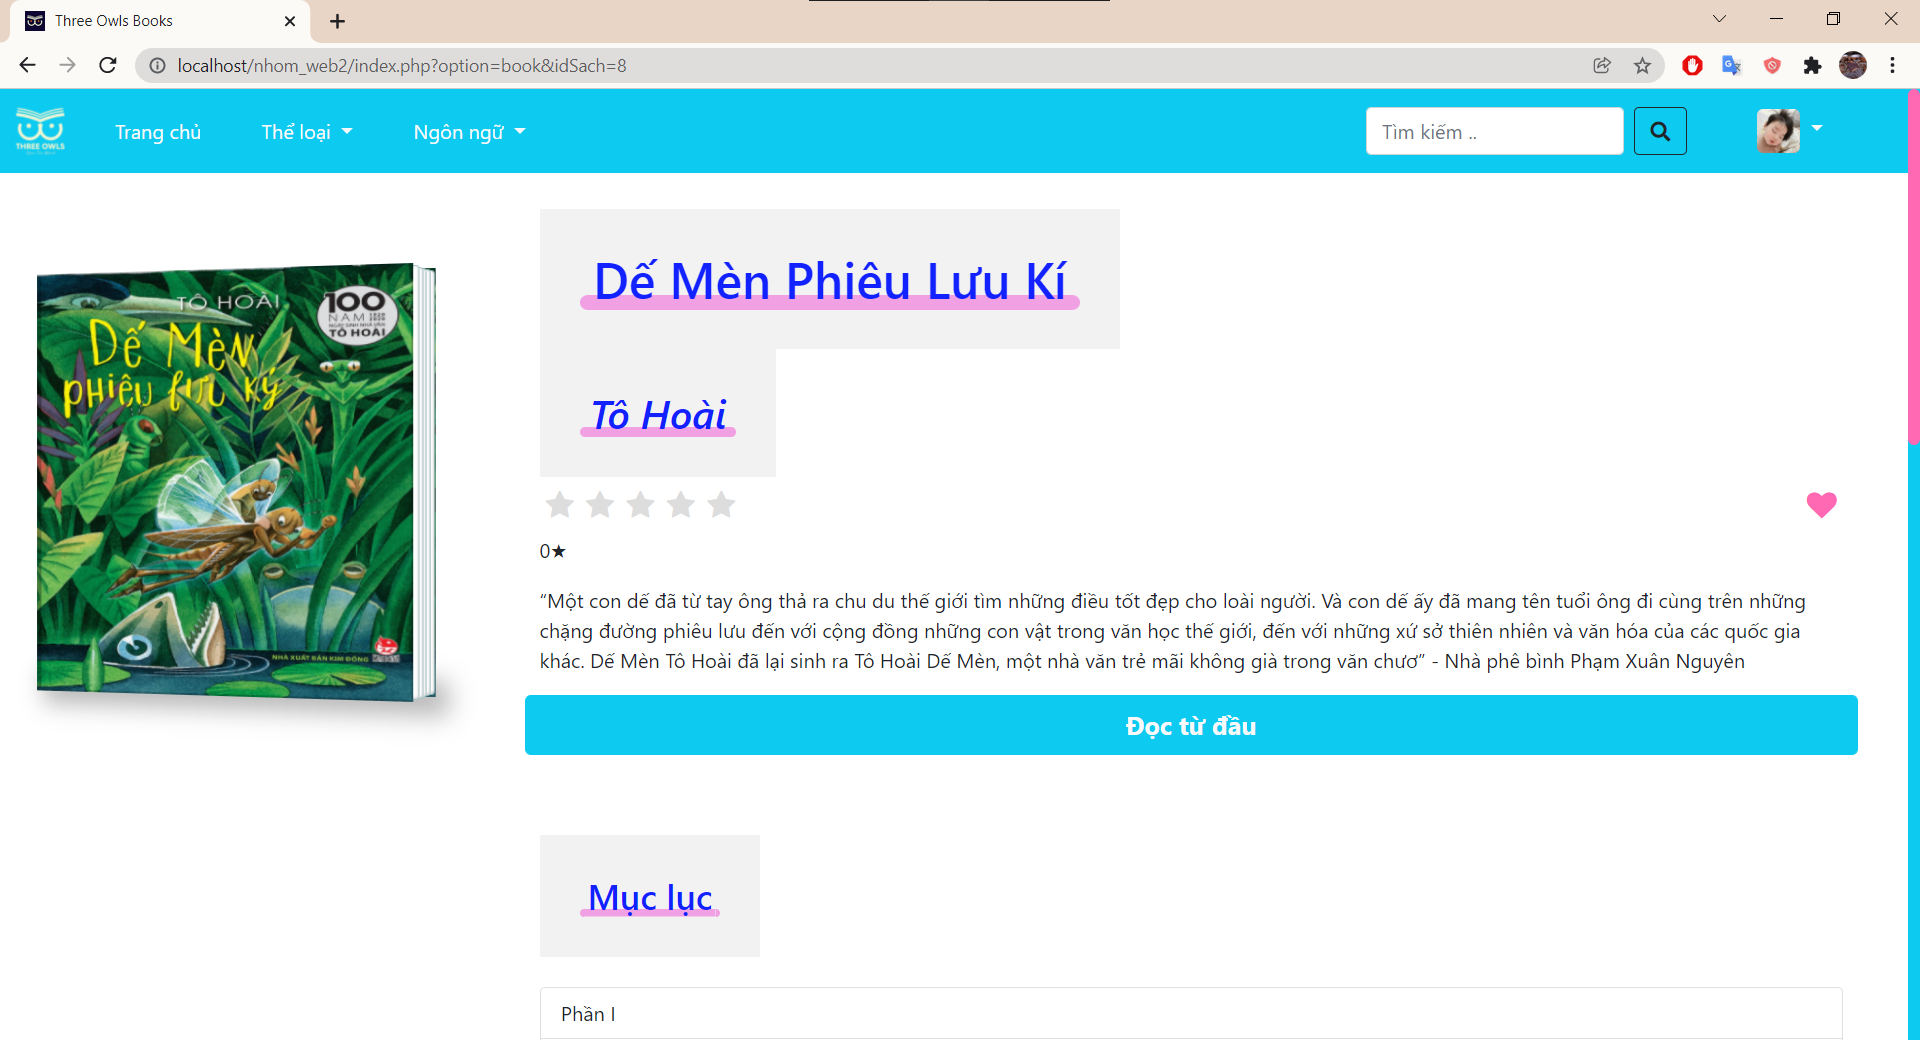 Three Owls Books
localhost/nhom_web2/index.php?option=book&idSach=8
THREE OWLS
Trang chủ
Thể loại
Ngôn ngữ
Tìm kiếm ..
Dế Mèn Phiêu Lưu Kí
TÔ HOÀI
100
NAM
NGÀY SINH NHÀ VĂN
TÔ HOÀI
Dế Mèn
phiêu lưu ký
NHÀ XUẤT BẢN KIM ĐỒNG
Tô Hoài
0★
“Một con dế đã từ tay ông thả ra chu du thế giới tìm những điều tốt đẹp cho loài người. Và con dế ấy đã mang tên tuổi ông đi cùng trên những
chặng đường phiêu lưu đến với cộng đồng những con vật trong văn học thế giới, đến với những xứ sở thiên nhiên và văn hóa của các quốc gia
khác. Dế Mèn Tô Hoài đã lại sinh ra Tô Hoài Dế Mèn, một nhà văn trẻ mãi không già trong văn chươ” - Nhà phê bình Phạm Xuân Nguyên
Đọc từ đầu
Mục lục
Phần I